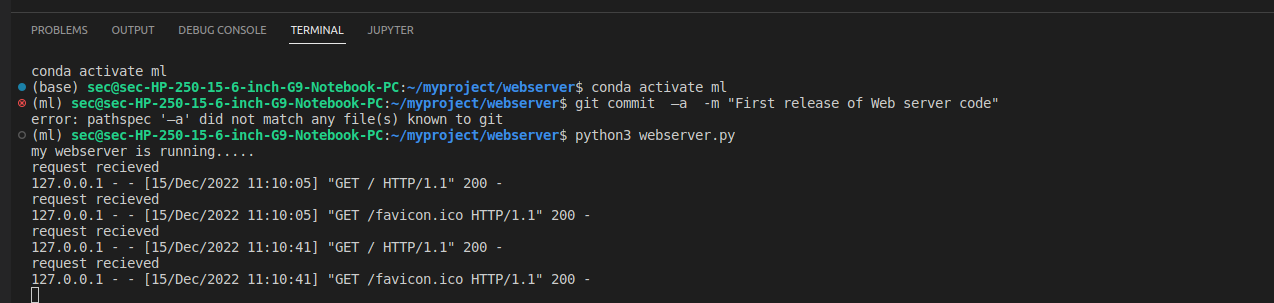 PROBLEMS OUTPUT DEBUG CONSOLE TERMINAL JUPYTER
conda activate ml
(base) sec@sec-HP-250-15-6-inch-G9-Notebook-PC:~/myproject/webserver$ conda activate ml
(ml) sec@sec-HP-250-15-6-inch-G9-Notebook-PC:~/myproject/webserver$ git commit  –a  -m "First release of Web server code"
error: pathspec '–a' did not match any file(s) known to git
(ml) sec@sec-HP-250-15-6-inch-G9-Notebook-PC:~/myproject/webserver$ python3 webserver.py
my webserver is running.....
request recieved
127.0.0.1 - - [15/Dec/2022 11:10:05] "GET / HTTP/1.1" 200 -
request recieved
127.0.0.1 - - [15/Dec/2022 11:10:05] "GET /favicon.ico HTTP/1.1" 200 -
request recieved
127.0.0.1 - - [15/Dec/2022 11:10:41] "GET / HTTP/1.1" 200 -
request recieved
127.0.0.1 - - [15/Dec/2022 11:10:41] "GET /favicon.ico HTTP/1.1" 200 -